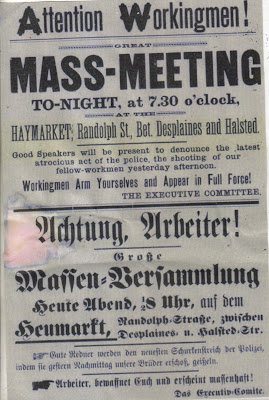 Attention Workingmen!
GREAT
MASS-MEETING
TO-NIGHT, at 7.30 o'clock,
AT THE
HAYMARKET, Randolph St., Bet. Desplaines and Halsted.
Good Speakers will be present to denounce the latest
atrocious act of the police, the shooting of our
fellow-workmen yesterday afternoon.
Workingmen Arm Yourselves and Appear in Full Force!
THE EXECUTIVE COMMITTEE.
Achtung, Arbeiter!
Große
Massen-Versammlung
Heute Abend, ½8 Uhr, auf dem
Heumarkt, Randolph-Straße, zwischen
Desplaines- u. Halsted-Str.
☞ Gute Redner werden den neuesten Schurkenstreich der Polizei,
indem sie gestern Nachmittag unsere Brüder erschoß, geißeln.
☞ Arbeiter, bewaffnet Euch und erscheint massenhaft!
Das Executiv-Comite.